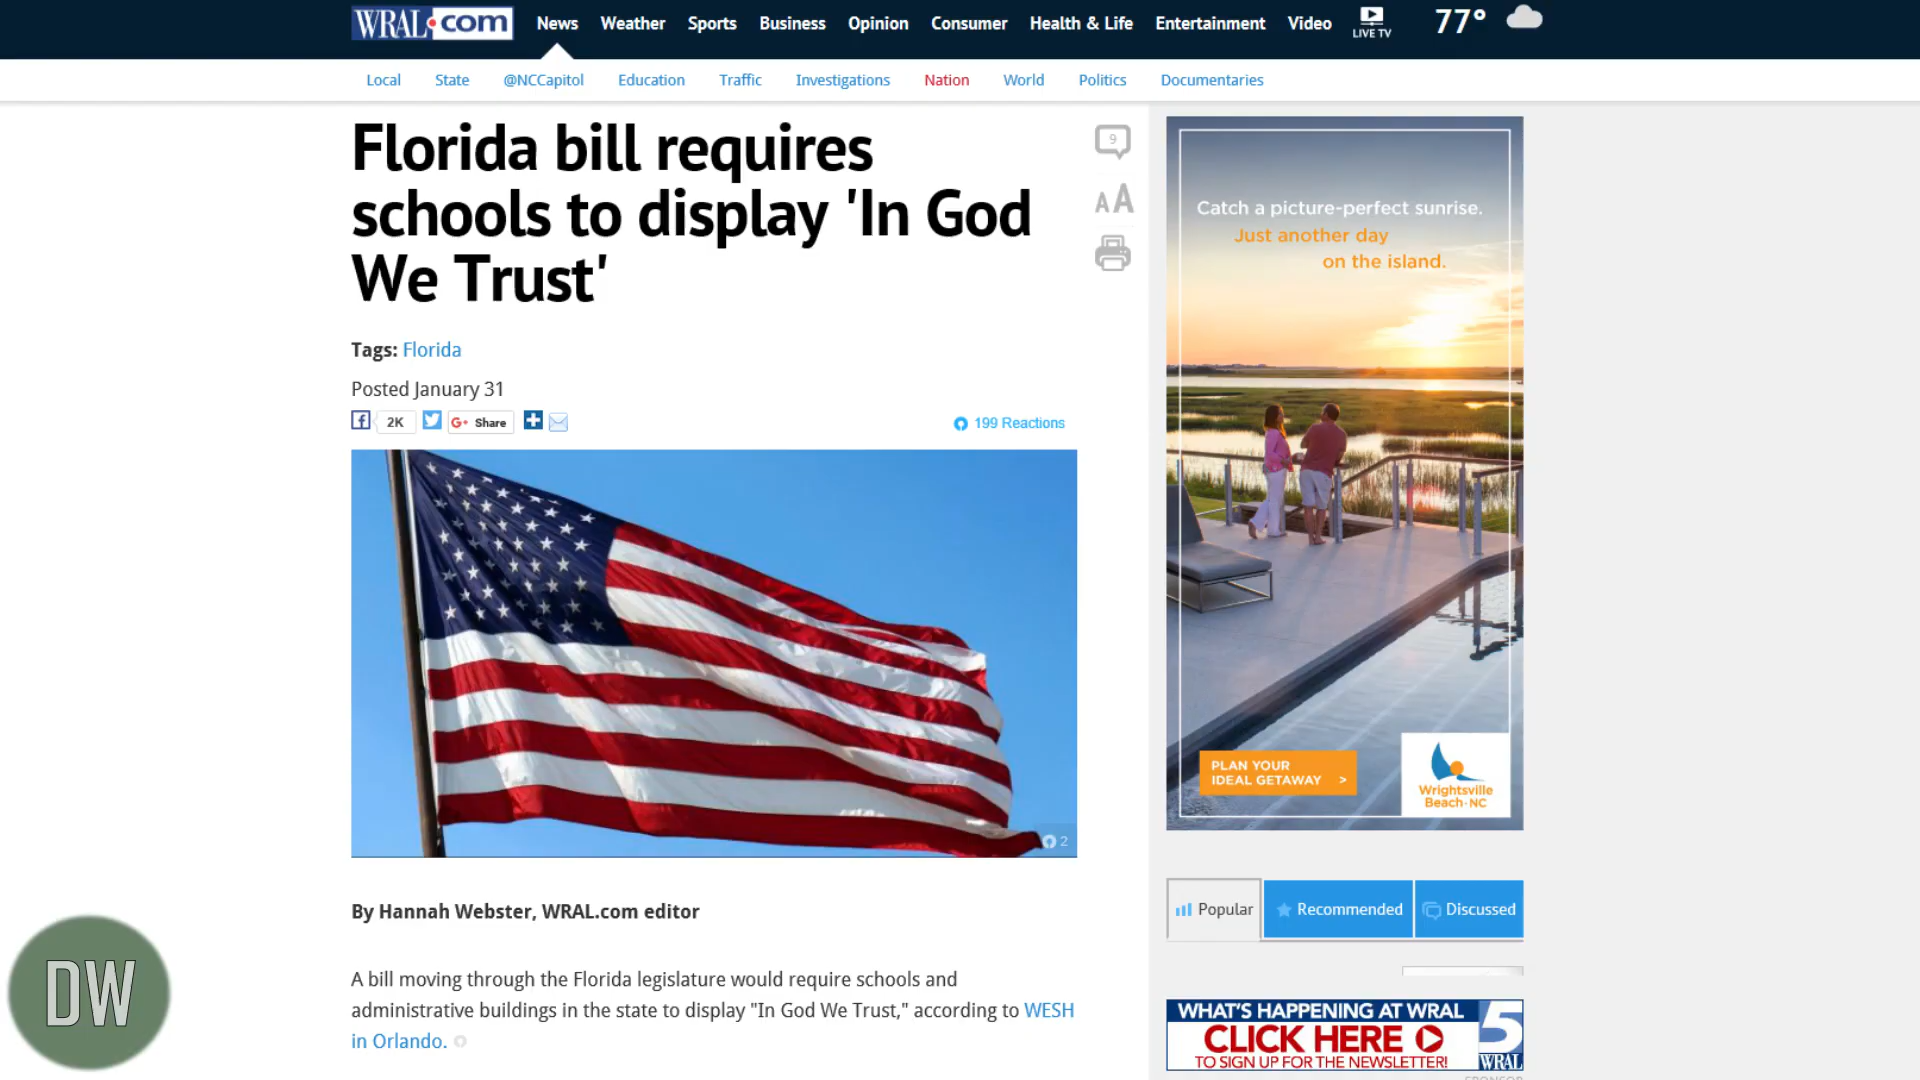 WRAL.com
News Weather Sports Business Opinion Consumer Health & Life Entertainment Video LIVE TV 77°
Local State @NCCapitol Education Traffic Investigations Nation World Politics Documentaries
Florida bill requires
schools to display 'In God
We Trust'
9
AA
Tags: Florida
Posted January 31
f 2K G+ Share
199 Reactions
2
By Hannah Webster, WRAL.com editor
A bill moving through the Florida legislature would require schools and
administrative buildings in the state to display "In God We Trust," according to WESH
in Orlando.
Catch a picture-perfect sunrise.
Just another day
on the island.
PLAN YOUR
IDEAL GETAWAY >
Wrightsville
Beach·NC
Popular Recommended Discussed
WHAT'S HAPPENING AT WRAL
CLICK HERE
TO SIGN UP FOR THE NEWSLETTER!
5
WRAL
SPONSOR
DW